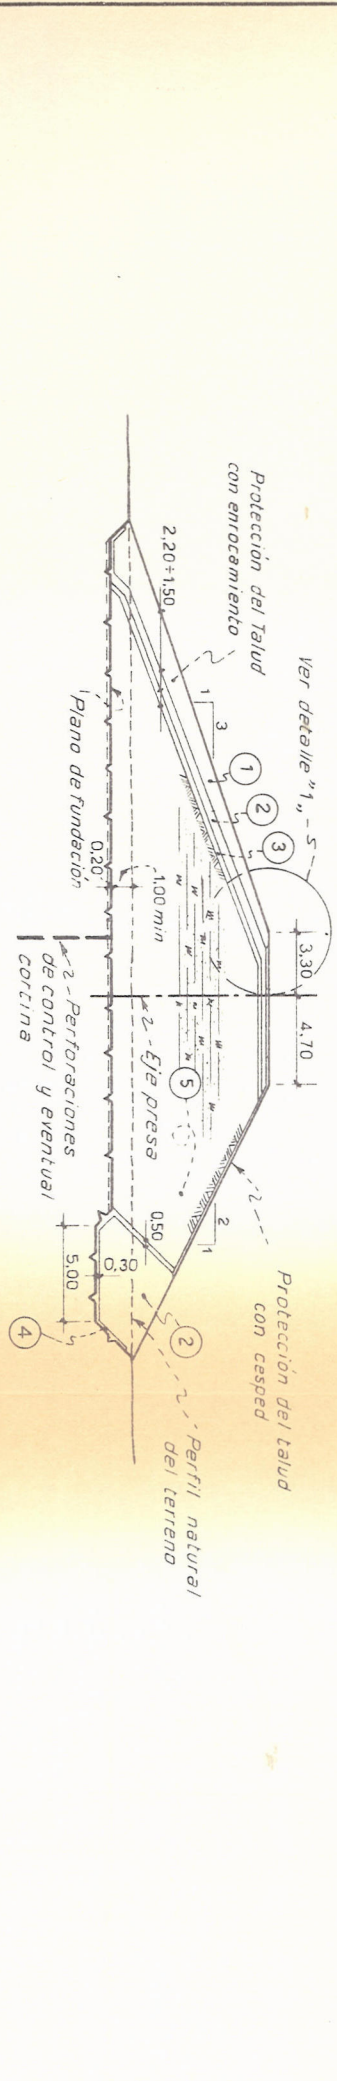 Ver detalle "1„
3,30
4,70
Protección del Talud
con enrocamiento
1
3
1
2
3
2,20÷1,50
Protección del talud
con cesped
2
1
5
1,00 min
0,20
Plano de fundación
Eje presa
Perforaciones
de control y eventual
cortina
0,50
0,30
5,00
2
4
Perfil natural
del terreno